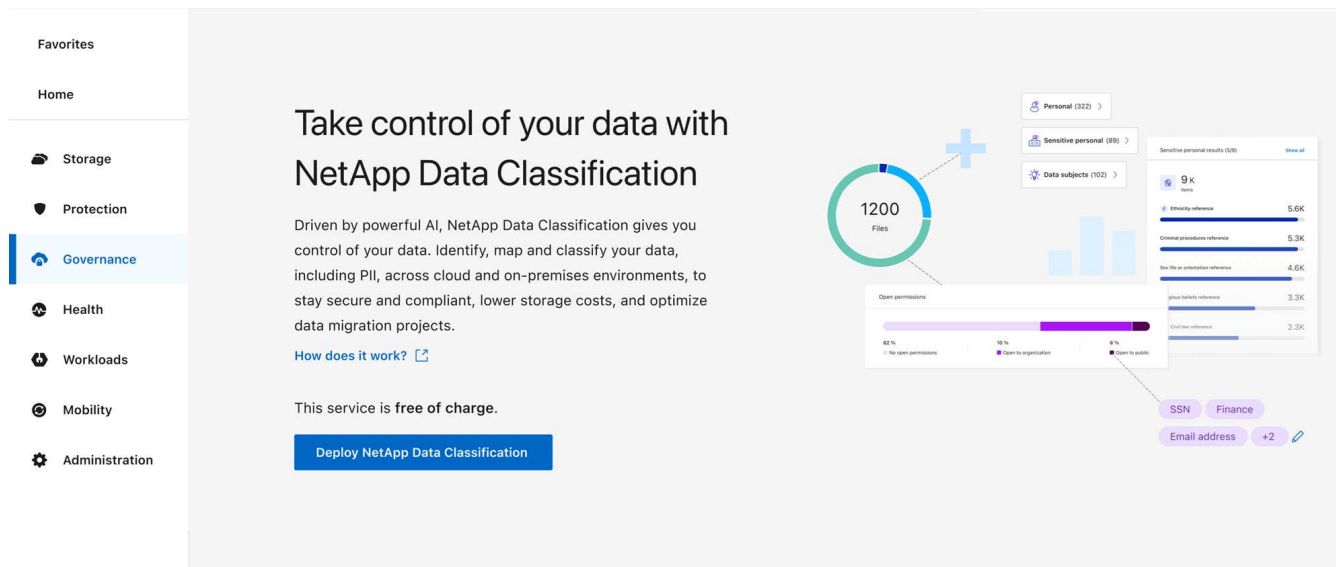 Favorites
Home
Storage
Protection
Governance
Health
Workloads
Mobility
Administration
Take control of your data with
NetApp Data Classification
Driven by powerful AI, NetApp Data Classification gives you
control of your data. Identify, map and classify your data,
including PII, across cloud and on-premises environments, to
stay secure and compliant, lower storage costs, and optimize
data migration projects.
How does it work?
This service is free of charge.
Deploy NetApp Data Classification
1200
Files
Personal (322)
Sensitive personal (89)
Data subjects (102)
Sensitive personal results (5/9) Show all
9 K
items
Ethnicity reference 5.6K
Criminal procedures reference 5.3K
Sex life or orientation reference 4.6K
beliefs reference 3.3K
Civil law reference 2.3K
Open permissions
82 % 10 % 8 %
No open permissions Open to organization Open to public
SSN Finance
Email address +2